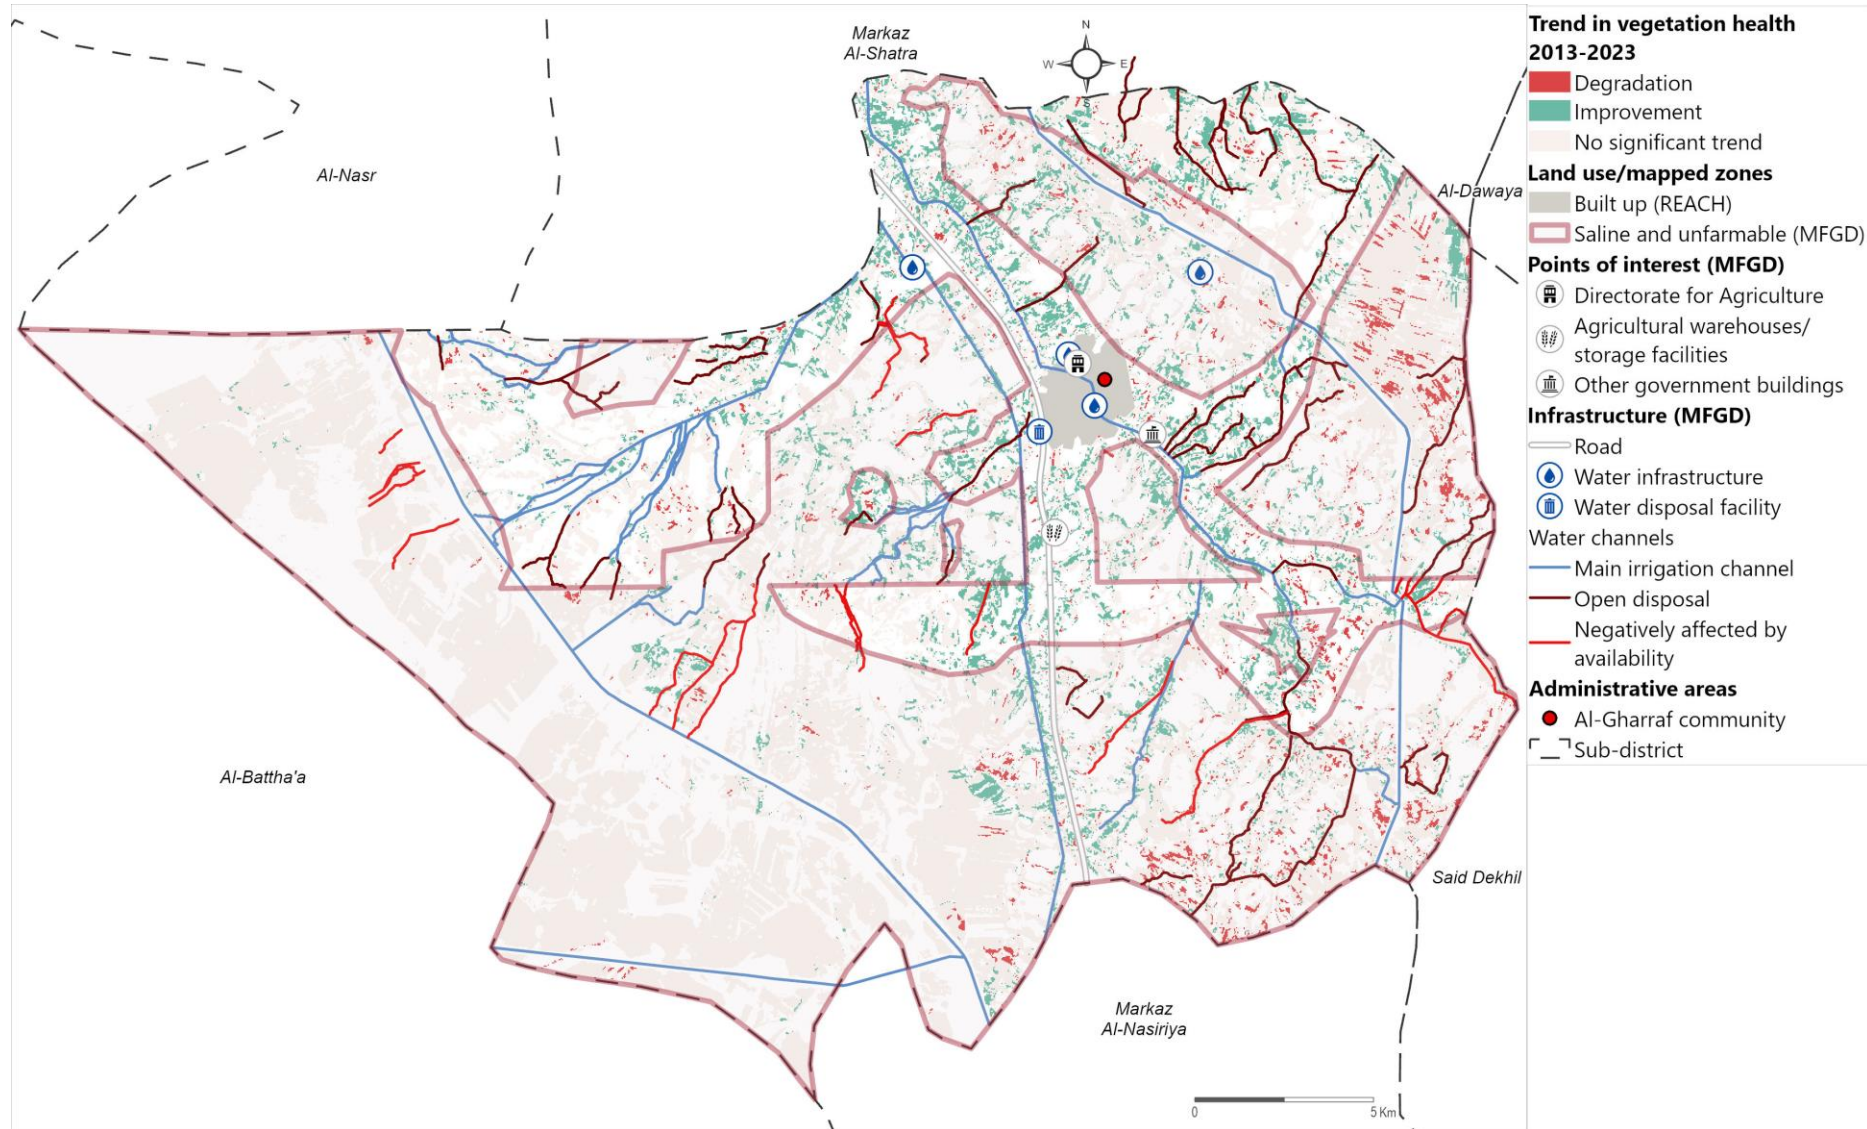 Markaz
Al-Shatra
N
W
E
S
Al-Nasr
Al-Dawaya
Al-Battha'a
Said Dekhil
Markaz
Al-Nasiriya
0
5 Km
Trend in vegetation health
2013-2023
Degradation
Improvement
No significant trend
Land use/mapped zones
Built up (REACH)
Saline and unfarmable (MFGD)
Points of interest (MFGD)
Directorate for Agriculture
Agricultural warehouses/
storage facilities
Other government buildings
Infrastructure (MFGD)
Road
Water infrastructure
Water disposal facility
Water channels
Main irrigation channel
Open disposal
Negatively affected by
availability
Administrative areas
Al-Gharraf community
Sub-district